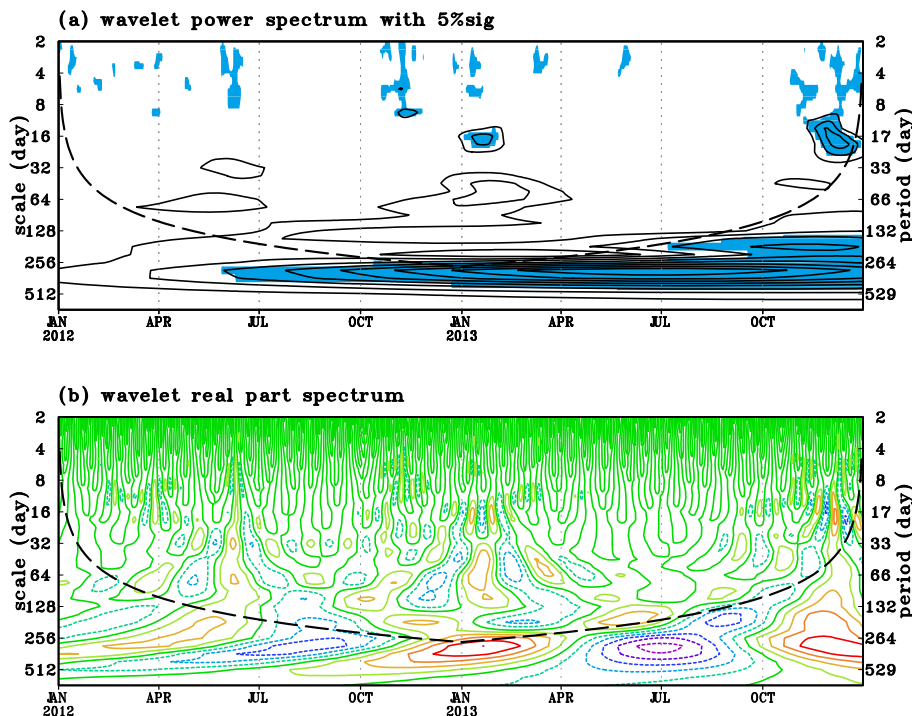 (a) wavelet power spectrum with 5%sig
2 2
4 4
8 8
16 17
32 33
64 66
128 132
256 264
512 529
scale (day)
period (day)
JAN APR JUL OCT JAN APR JUL OCT
2012 2013
(b) wavelet real part spectrum
2 2
4 4
8 8
16 17
32 33
64 66
128 132
256 264
512 529
scale (day)
period (day)
JAN APR JUL OCT JAN APR JUL OCT
2012 2013